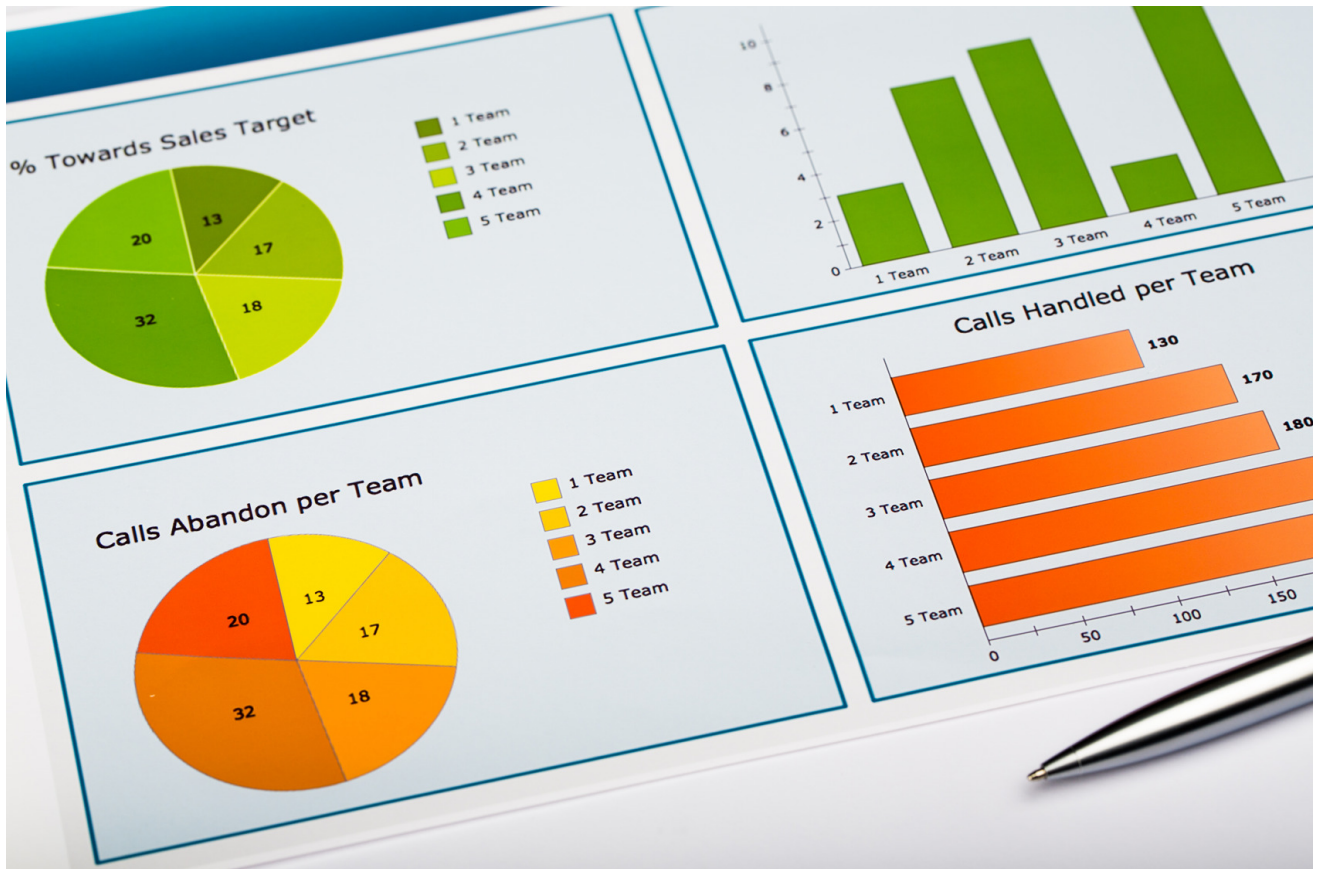 % Towards Sales Target
1 Team
2 Team
3 Team
4 Team
5 Team
13
17
18
32
20
10
8
6
4
2
0
1 Team
2 Team
3 Team
4 Team
5 Team
Calls Abandon per Team
1 Team
2 Team
3 Team
4 Team
5 Team
13
17
18
32
20
Calls Handled per Team
1 Team
130
2 Team
170
3 Team
180
4 Team
5 Team
0
50
100
150